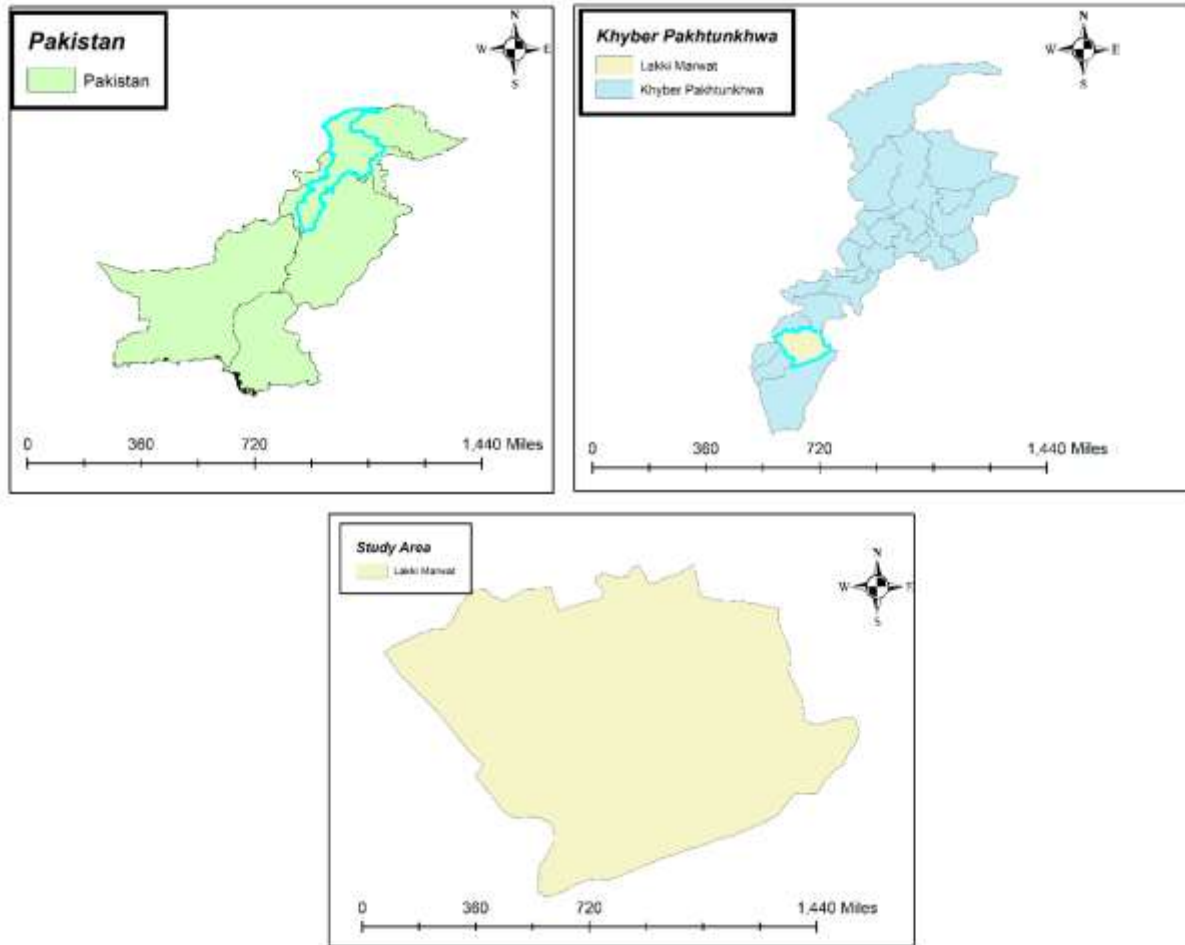 Pakistan
Pakistan
N
W E
S
0 360 720 1,440 Miles
Khyber Pakhtunkhwa
Lakki Marwat
Khyber Pakhtunkhwa
N
W E
S
0 360 720 1,440 Miles
Study Area
Lakki Marwat
N
W E
S
0 360 720 1,440 Miles